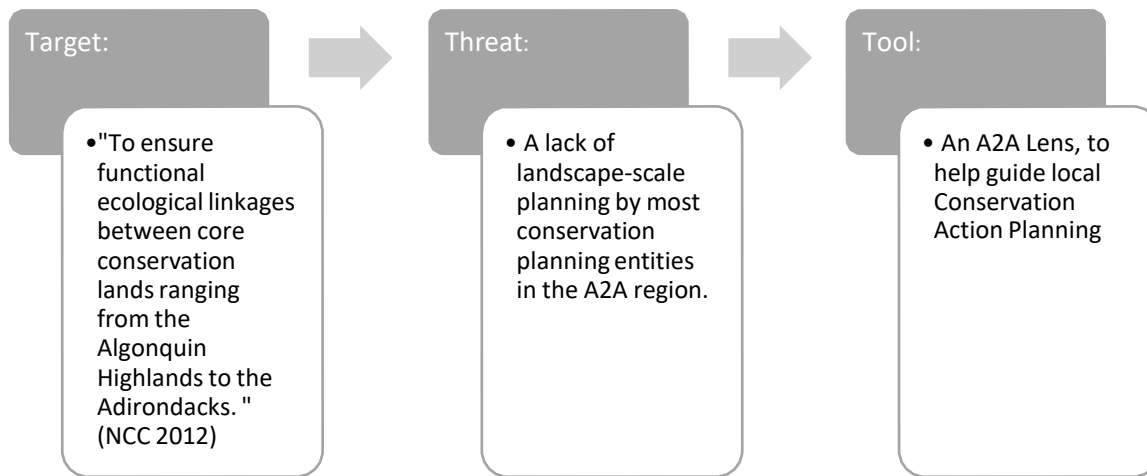 Target:
•"To ensure
functional
ecological linkages
between core
conservation
lands ranging
from the
Algonquin
Highlands to the
Adirondacks. "
(NCC 2012)
Threat:
• A lack of
landscape-scale
planning by most
conservation
planning entities
in the A2A region.
Tool:
• An A2A Lens, to
help guide local
Conservation
Action Planning